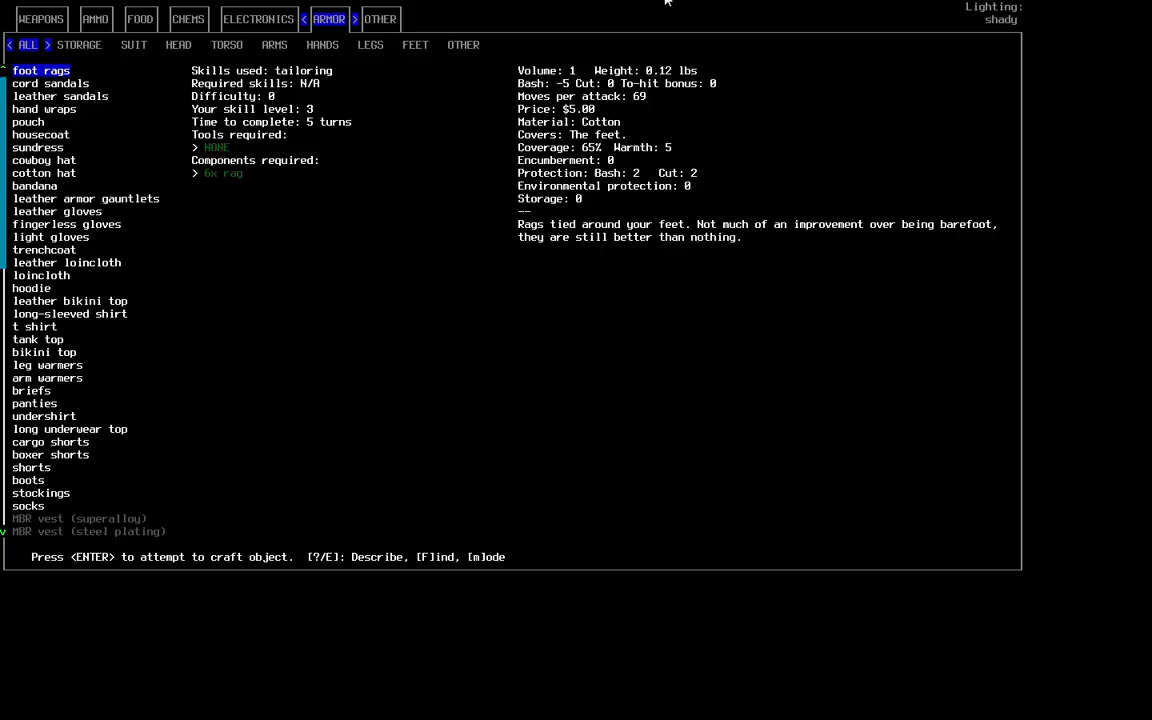 Lighting:
shady
WEAPONS AMMO FOOD CHEMS ELECTRONICS < ARMOR > OTHER
< ALL > STORAGE SUIT HEAD TORSO ARMS HANDS LEGS FEET OTHER
^
foot rags
cord sandals
leather sandals
hand wraps
pouch
housecoat
sundress
cowboy hat
cotton hat
bandana
leather armor gauntlets
leather gloves
fingerless gloves
light gloves
trenchcoat
leather loincloth
loincloth
hoodie
leather bikini top
long-sleeved shirt
t shirt
tank top
bikini top
leg warmers
arm warmers
briefs
panties
undershirt
long underwear top
cargo shorts
boxer shorts
shorts
boots
stockings
socks
MBR vest (superalloy)
v MBR vest (steel plating)
Skills used: tailoring
Required skills: N/A
Difficulty: 0
Your skill level: 3
Time to complete: 5 turns
Tools required:
> NONE
Components required:
> 6x rag
Volume: 1 Weight: 0.12 lbs
Bash: -5 Cut: 0 To-hit bonus: 0
Moves per attack: 69
Price: $5.00
Material: Cotton
Covers: The feet.
Coverage: 65% Warmth: 5
Encumberment: 0
Protection: Bash: 2 Cut: 2
Environmental protection: 0
Storage: 0
--
Rags tied around your feet. Not much of an improvement over being barefoot,
they are still better than nothing.
Press <ENTER> to attempt to craft object. [?/E]: Describe, [F]ind, [m]ode